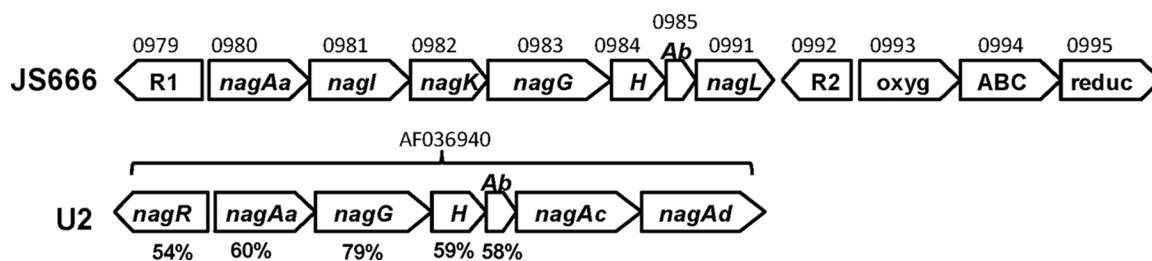 0985
0979 0980 0981 0982 0983 0984 Ab 0991 0992 0993 0994 0995
JS666 R1 nagAa nagI nagK nagG H nagL R2 oxyg ABC reduc
AF036940
Ab
U2 nagR nagAa nagG H nagAc nagAd
54% 60% 79% 59% 58%